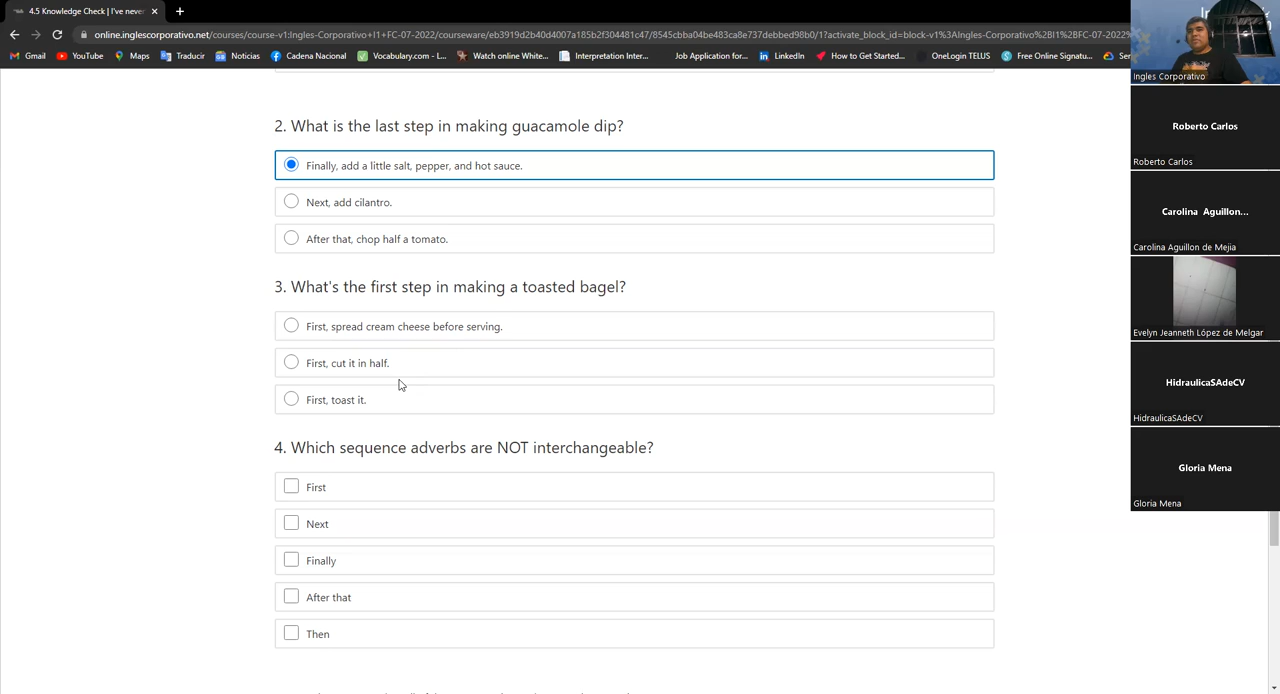 4.5 Knowledge Check | I've never
online.inglescorporativo.net/courses/course-v1:Ingles-Corporativo+I1+FC-07-2022/courseware/eb3919d2b40d4007a185b2f304481c47/8545cbba04be483ca8e737debbed98b0/1?activate_block_id=block-v1%3AIngles-Corporativo%2BI1%2BFC-07-2022%
Gmail YouTube Maps Traducir Noticias Cadena Nacional Vocabulary.com - L... Watch online White... Interpretation Inter... Job Application for... LinkedIn How to Get Started... OneLogin TELUS Free Online Signatu... Se
Ingles Corporativo
2. What is the last step in making guacamole dip?
Finally, add a little salt, pepper, and hot sauce.
Next, add cilantro.
After that, chop half a tomato.
3. What's the first step in making a toasted bagel?
First, spread cream cheese before serving.
First, cut it in half.
First, toast it.
4. Which sequence adverbs are NOT interchangeable?
First
Next
Finally
After that
Then
Roberto Carlos
Roberto Carlos
Carolina Aguillon...
Carolina Aguillon de Mejia
Evelyn Jeanneth López de Melgar
HidraulicaSAdeCV
HidraulicaSAdeCV
Gloria Mena
Gloria Mena